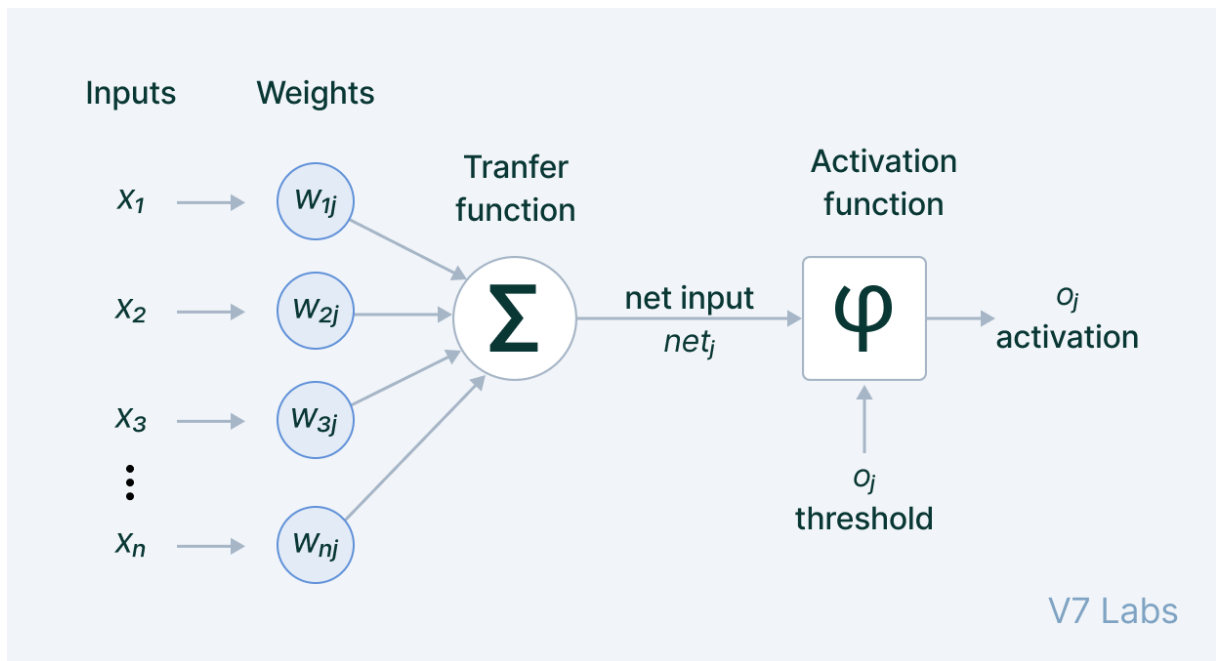 Inputs
Weights
Tranfer
function
Activation
function
x₁
w₁ⱼ
x₂
w₂ⱼ
x₃
w₃ⱼ
⋮
xₙ
wₙⱼ
Σ
net input
netⱼ
φ
oⱼ
activation
oⱼ
threshold
V7 Labs